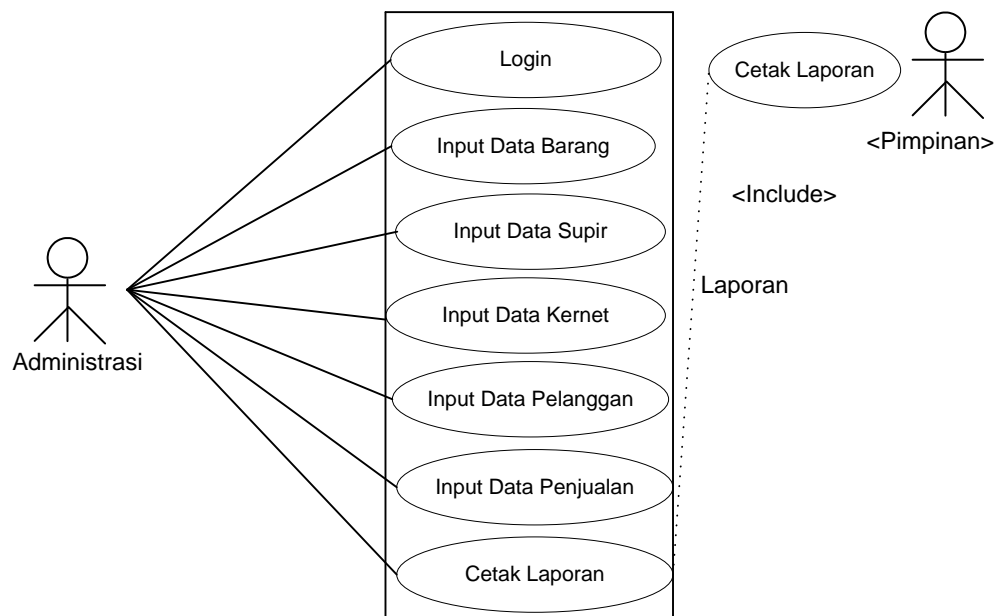 Login
Cetak Laporan
<Pimpinan>
Input Data Barang
<Include>
Input Data Supir
Laporan
Input Data Kernet
Administrasi
Input Data Pelanggan
Input Data Penjualan
Cetak Laporan